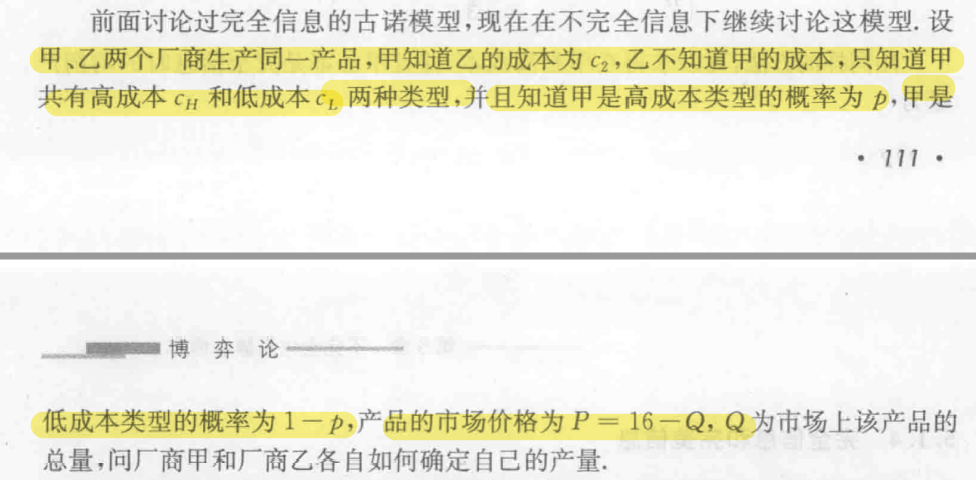 前面讨论过完全信息的古诺模型,现在在不完全信息下继续讨论这模型.设
甲、乙两个厂商生产同一产品,甲知道乙的成本为 c₂,乙不知道甲的成本,只知道甲
共有高成本 c_H 和低成本 c_L 两种类型,并且知道甲是高成本类型的概率为 p,甲是
· 111 ·
博 弈 论
低成本类型的概率为 1－p,产品的市场价格为 P＝16－Q, Q 为市场上该产品的
总量,问厂商甲和厂商乙各自如何确定自己的产量.